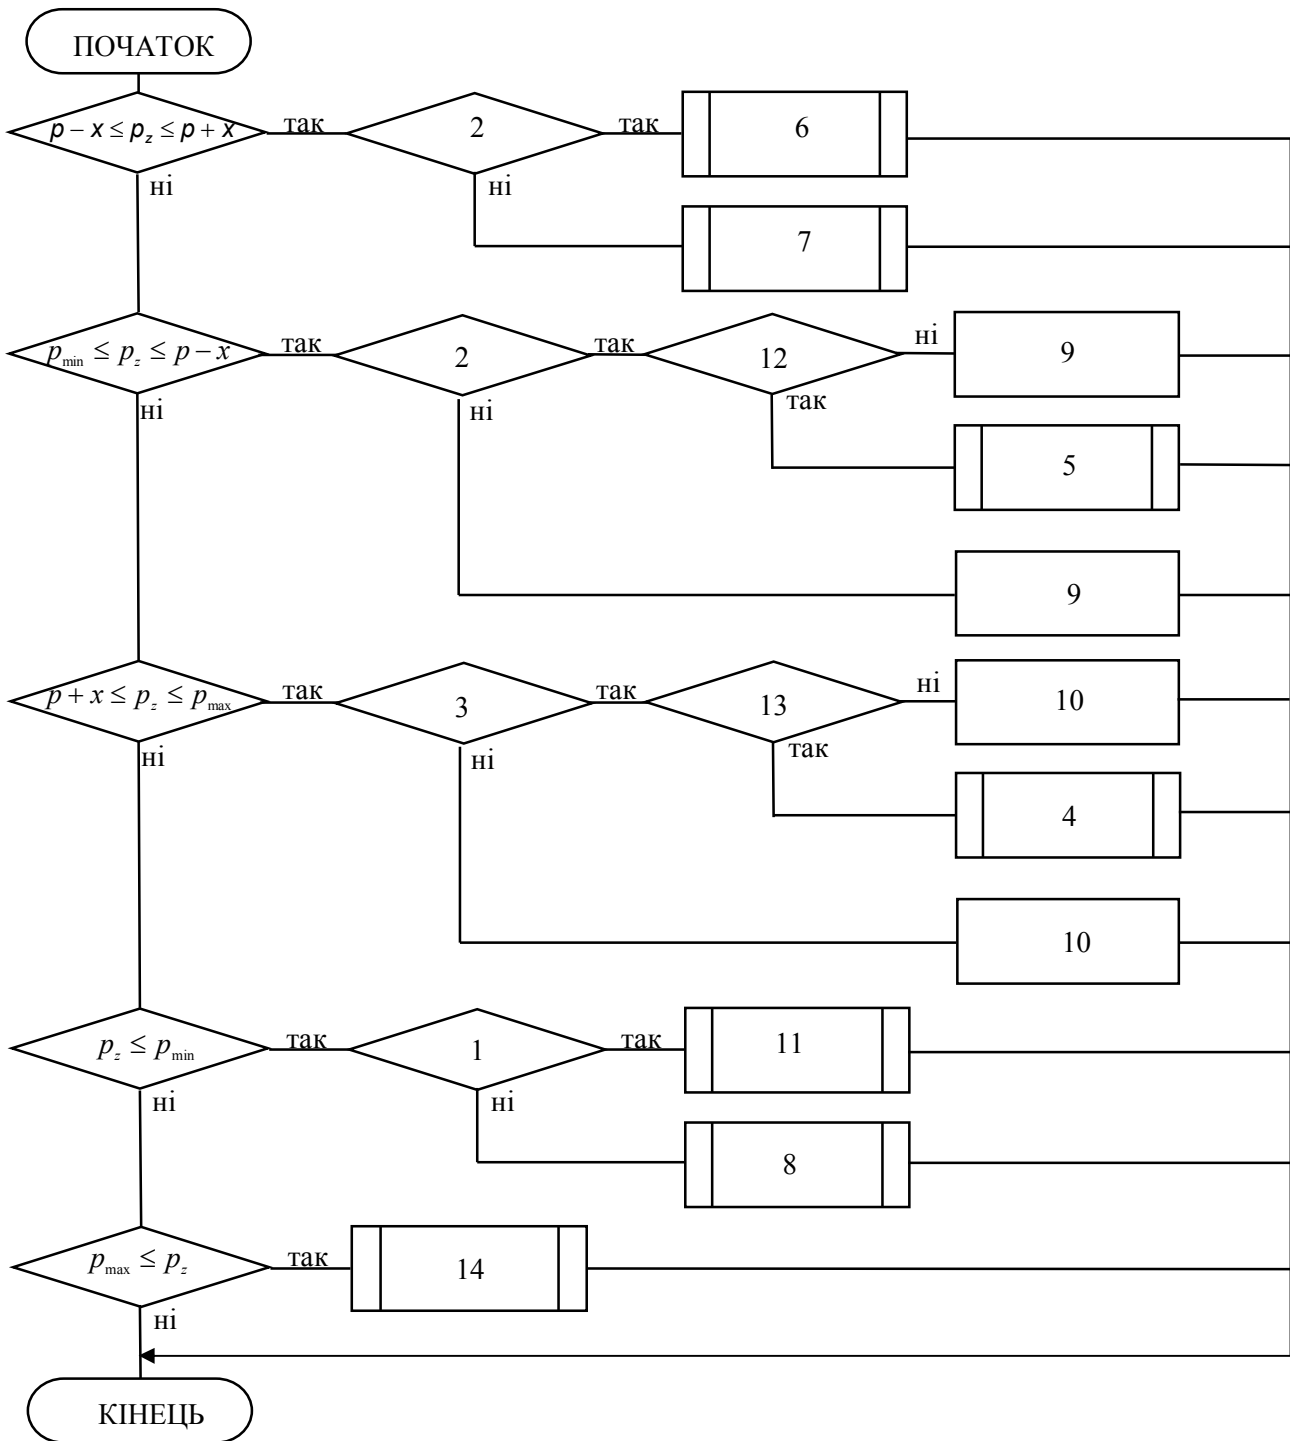 ПОЧАТОК
p − x ≤ p_z ≤ p + x так 2 так 6
ні ні
7
p_min ≤ p_z ≤ p − x так 2 так 12 ні 9
ні ні так
5
9
p + x ≤ p_z ≤ p_max так 3 так 13 ні 10
ні ні так
4
10
p_z ≤ p_min так 1 так 11
ні ні
8
p_max ≤ p_z так 14
ні
КІНЕЦЬ